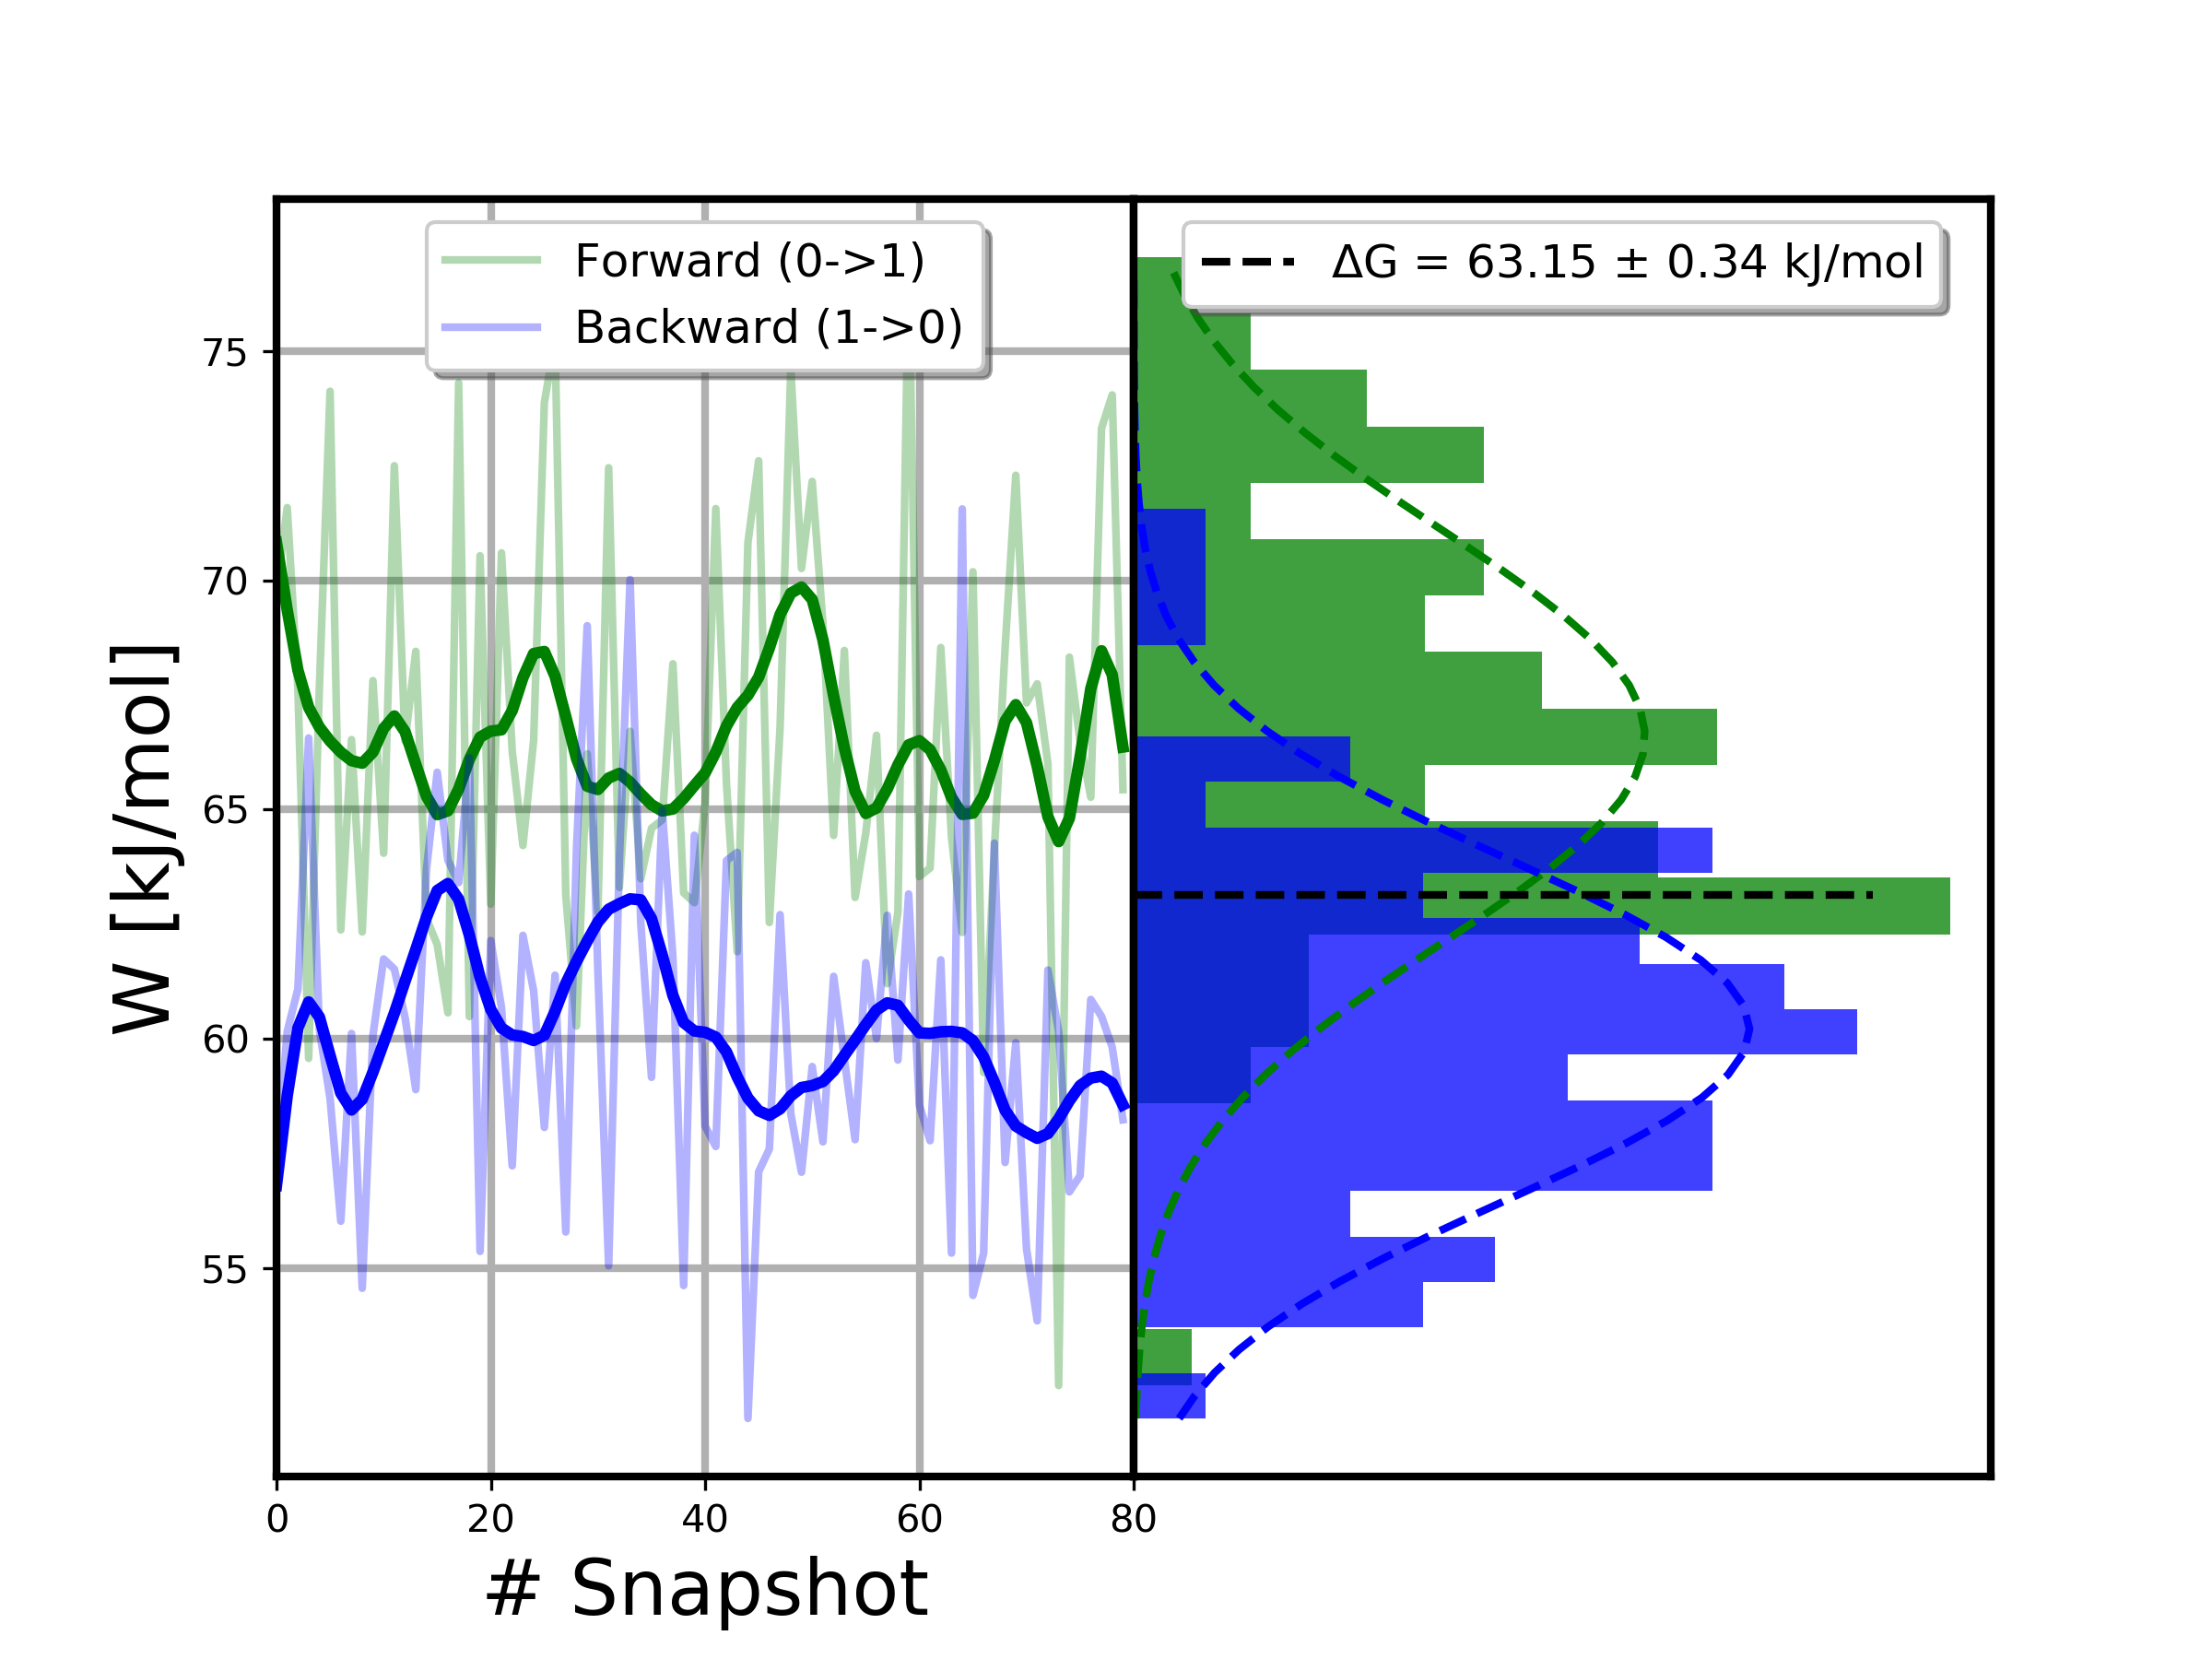 Forward (0->1)
Backward (1->0)
ΔG = 63.15 ± 0.34 kJ/mol
W [kJ/mol]
75
70
65
60
55
0 20 40 60 80
# Snapshot